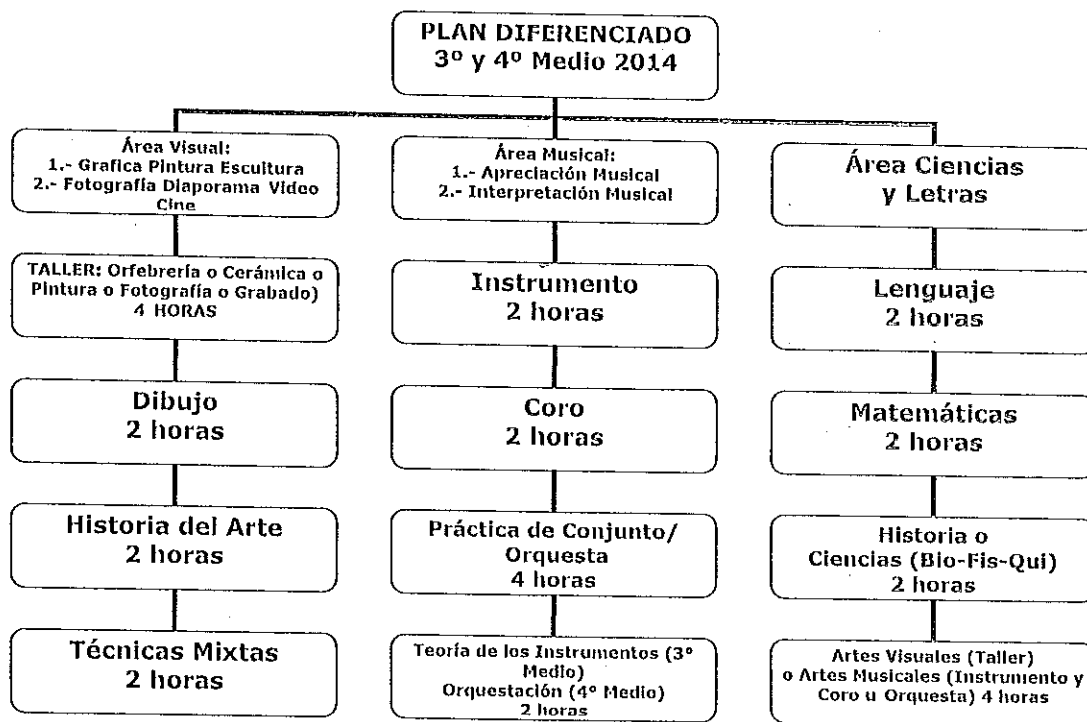 PLAN DIFERENCIADO
3º y 4º Medio 2014
Área Visual:
1.- Grafica Pintura Escultura
2.- Fotografía Diaporama Video
Cine
TALLER: Orfebrería o Cerámica o
Pintura o Fotografía o Grabado)
4 HORAS
Dibujo
2 horas
Historia del Arte
2 horas
Técnicas Mixtas
2 horas
Área Musical:
1.- Apreciación Musical
2.- Interpretación Musical
Instrumento
2 horas
Coro
2 horas
Práctica de Conjunto/
Orquesta
4 horas
Teoría de los Instrumentos (3º
Medio)
Orquestación (4º Medio)
2 horas
Área Ciencias
y Letras
Lenguaje
2 horas
Matemáticas
2 horas
Historia o
Ciencias (Bio-Fis-Qui)
2 horas
Artes Visuales (Taller)
o Artes Musicales (Instrumento y
Coro u Orquesta) 4 horas